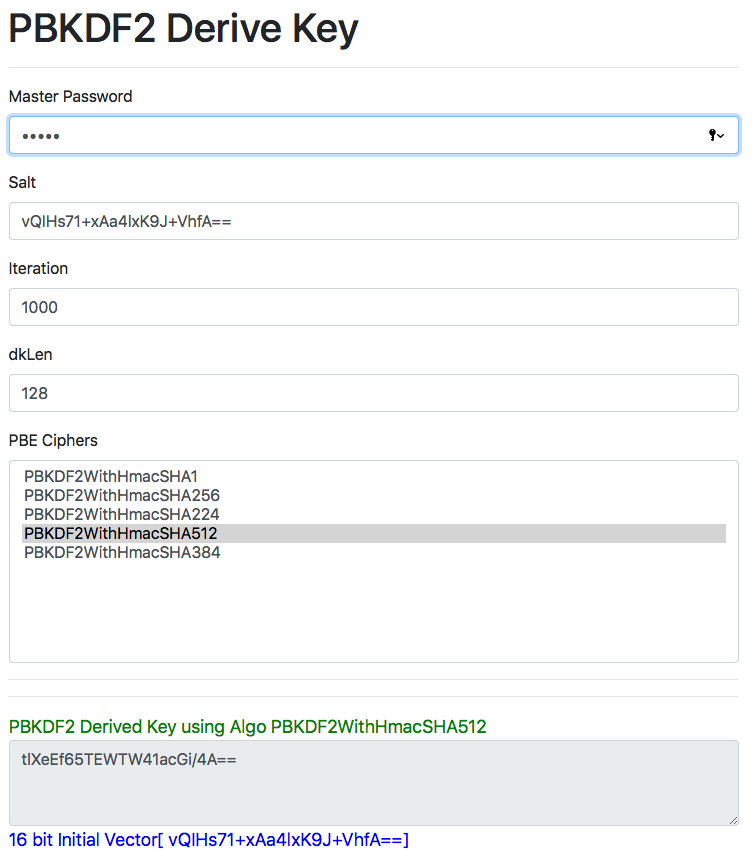 PBKDF2 Derive Key
Master Password
•••••
Salt
vQlHs71+xAa4lxK9J+VhfA==
Iteration
1000
dkLen
128
PBE Ciphers
PBKDF2WithHmacSHA1
PBKDF2WithHmacSHA256
PBKDF2WithHmacSHA224
PBKDF2WithHmacSHA512
PBKDF2WithHmacSHA384
PBKDF2 Derived Key using Algo PBKDF2WithHmacSHA512
tlXeEf65TEWTW41acGi/4A==
16 bit Initial Vector[ vQlHs71+xAa4lxK9J+VhfA==]